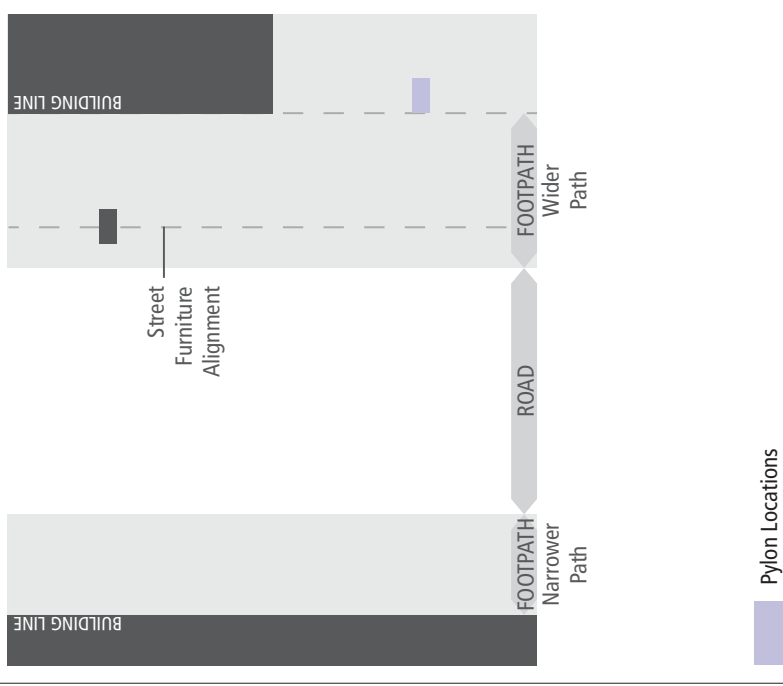 BUILDING LINE
Street
Furniture
Alignment
FOOTPATH
Wider
Path
ROAD
FOOTPATH
Narrower
Path
BUILDING LINE
Pylon Locations